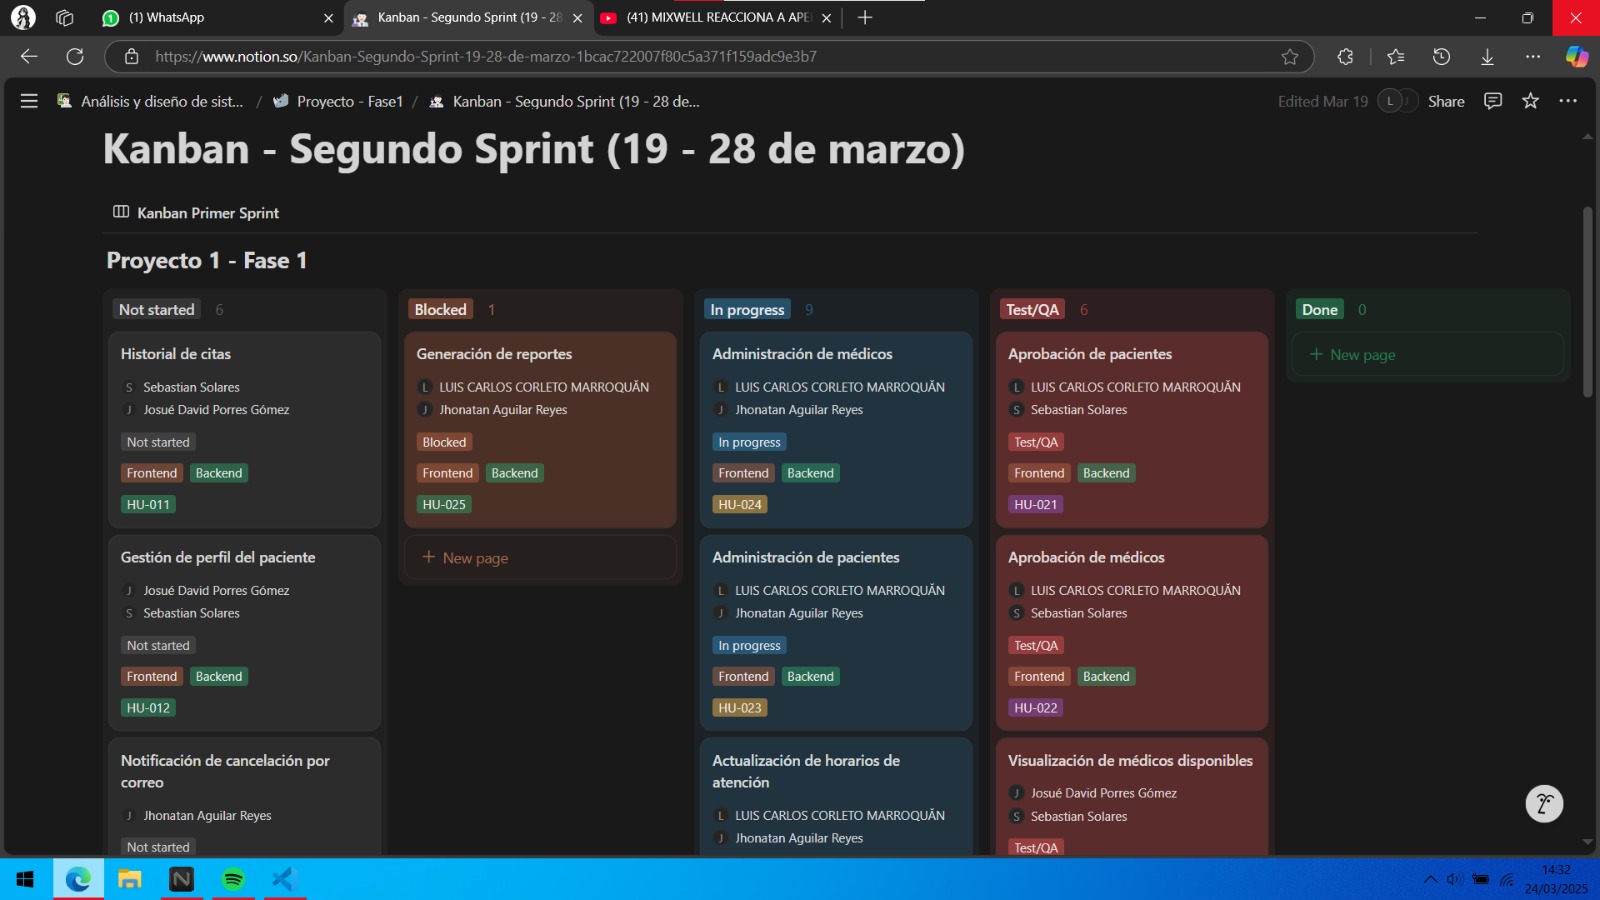 (1) WhatsApp
Kanban - Segundo Sprint (19 - 28
(41) MIXWELL REACCIONA A APE
https://www.notion.so/Kanban-Segundo-Sprint-19-28-de-marzo-1bcac722007f80c5a371f159adc9e3b7
Análisis y diseño de sist... / Proyecto - Fase1 / Kanban - Segundo Sprint (19 - 28 de...
Edited Mar 19
L J
Share
Kanban - Segundo Sprint (19 - 28 de marzo)
Kanban Primer Sprint
Proyecto 1 - Fase 1
Not started 6
Historial de citas
S Sebastian Solares
J Josué David Porres Gómez
Not started
Frontend Backend
HU-011
Gestión de perfil del paciente
J Josué David Porres Gómez
S Sebastian Solares
Not started
Frontend Backend
HU-012
Notificación de cancelación por
correo
J Jhonatan Aguilar Reyes
Not started
Blocked 1
Generación de reportes
L LUIS CARLOS CORLETO MARROQUÃN
J Jhonatan Aguilar Reyes
Blocked
Frontend Backend
HU-025
+ New page
In progress 9
Administración de médicos
L LUIS CARLOS CORLETO MARROQUÃN
J Jhonatan Aguilar Reyes
In progress
Frontend Backend
HU-024
Administración de pacientes
L LUIS CARLOS CORLETO MARROQUÃN
J Jhonatan Aguilar Reyes
In progress
Frontend Backend
HU-023
Actualización de horarios de
atención
L LUIS CARLOS CORLETO MARROQUÃN
J Jhonatan Aguilar Reyes
Test/QA 6
Aprobación de pacientes
L LUIS CARLOS CORLETO MARROQUÃN
S Sebastian Solares
Test/QA
Frontend Backend
HU-021
Aprobación de médicos
L LUIS CARLOS CORLETO MARROQUÃN
S Sebastian Solares
Test/QA
Frontend Backend
HU-022
Visualización de médicos disponibles
J Josué David Porres Gómez
S Sebastian Solares
Test/QA
Done 0
+ New page
14:32
24/03/2025